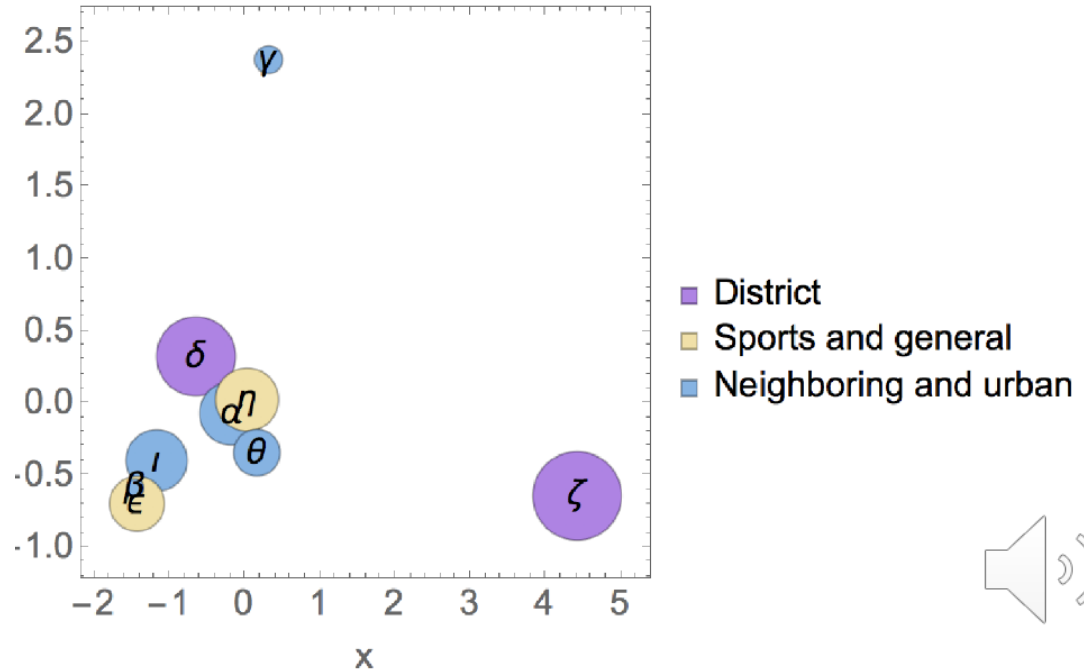 2.5
γ
2.0
1.5
1.0
District
0.5
Sports and general
δ
Neighboring and urban
0.0
η
α
θ
ι
-0.5
β
ϵ
ζ
-1.0
−2 −1 0 1 2 3 4 5
x